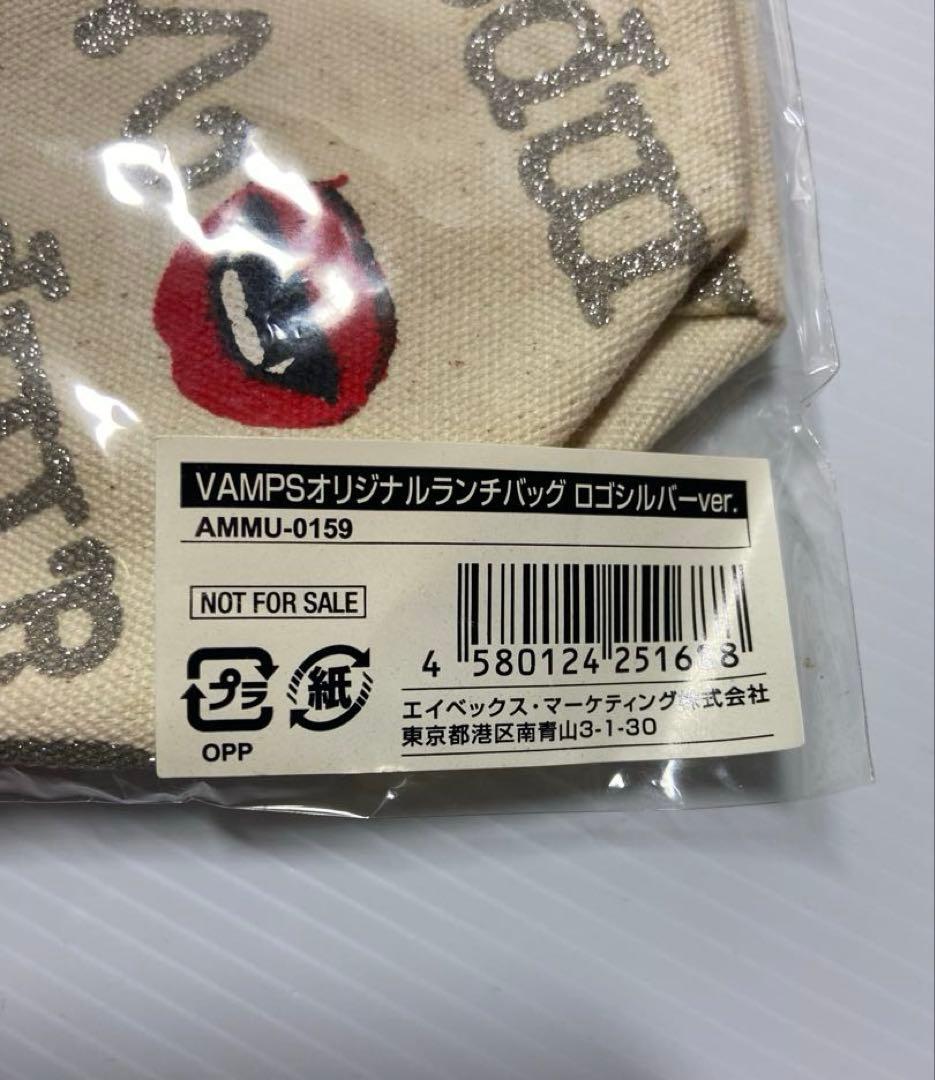 VAMPSオリジナルランチバッグ ロゴシルバーver.
AMMU-0159
NOT FOR SALE
プラ
紙
OPP
4 580124 251688
エイベックス・マーケティング株式会社
東京都港区南青山3-1-30